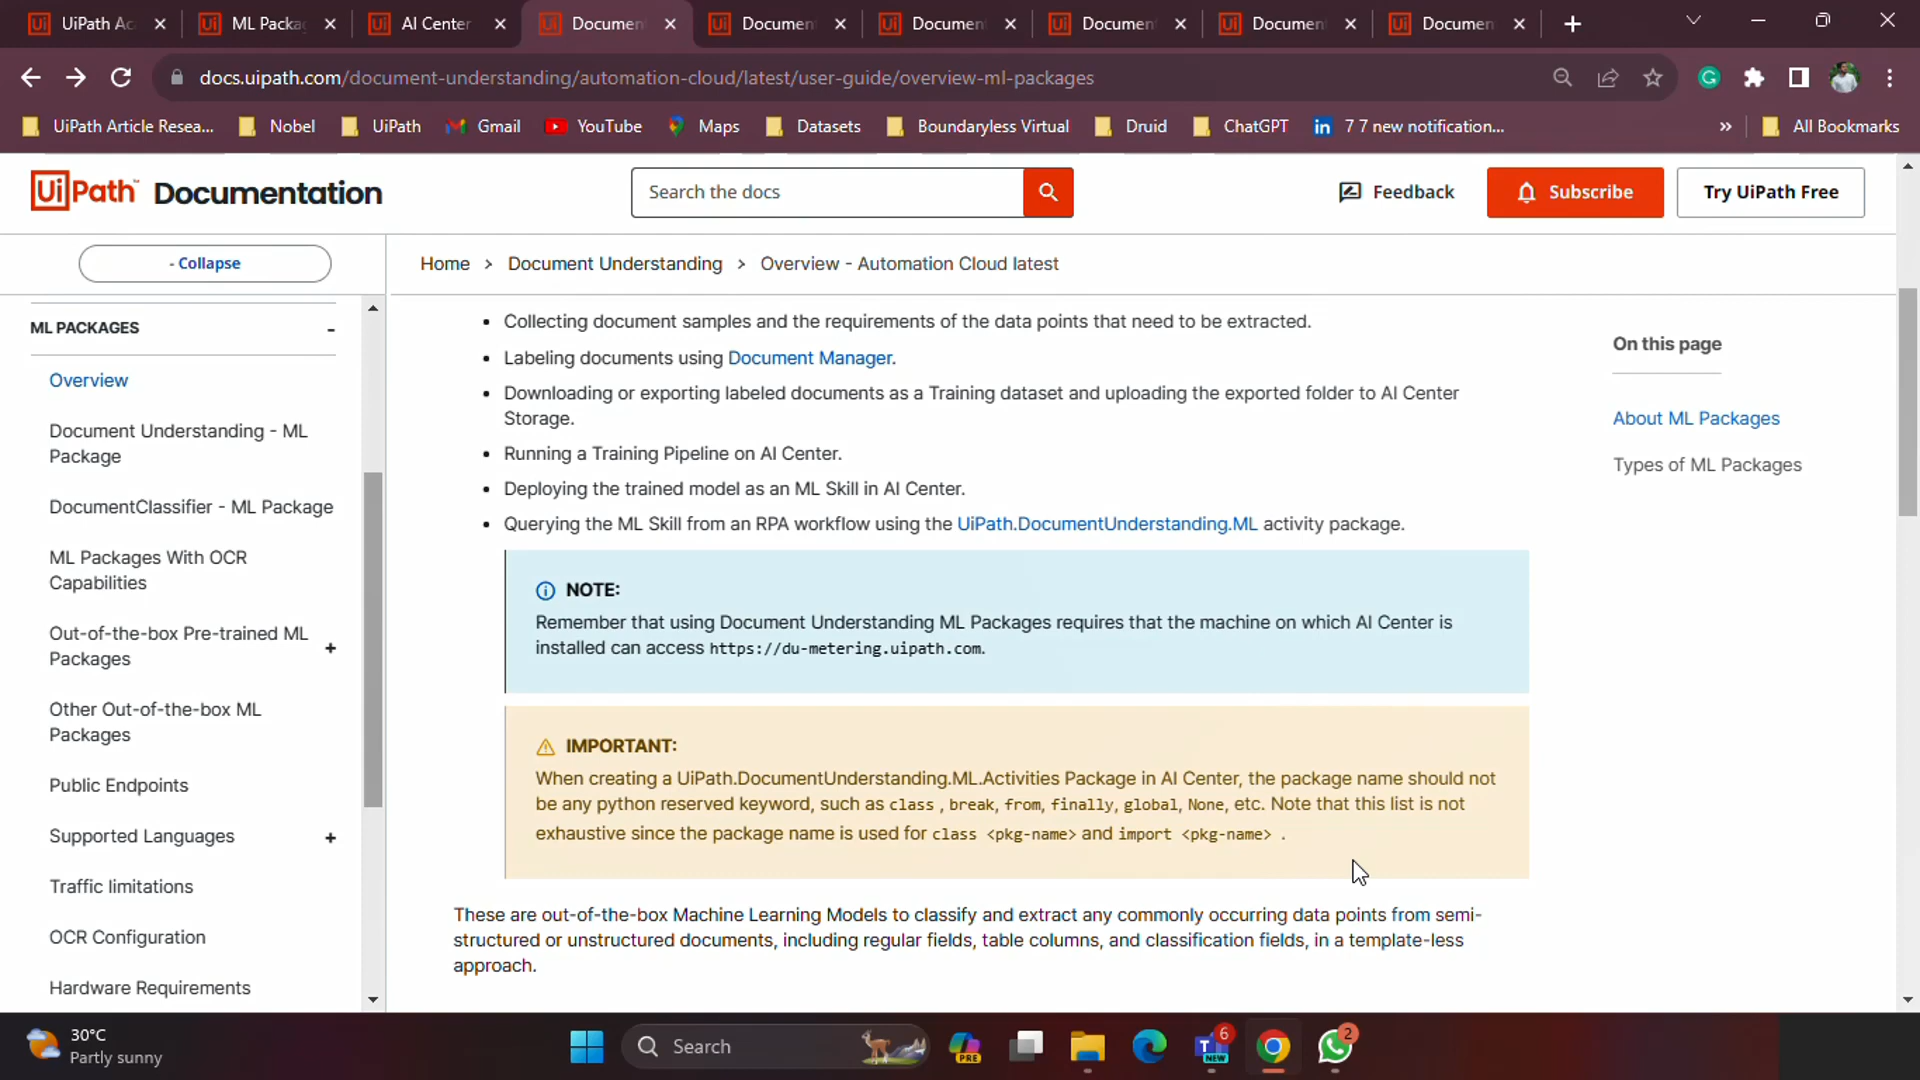 UiPath Ac
ML Packa
AI Center
Documen
Documen
Documen
Documen
Documen
Documen
docs.uipath.com/document-understanding/automation-cloud/latest/user-guide/overview-ml-packages
UiPath Article Resea...
Nobel
UiPath
Gmail
YouTube
Maps
Datasets
Boundaryless Virtual
Druid
ChatGPT
7 7 new notification...
All Bookmarks
UiPath Documentation
Search the docs
Feedback
Subscribe
Try UiPath Free
- Collapse
Home > Document Understanding > Overview - Automation Cloud latest
ML PACKAGES -
Overview
Document Understanding - ML
Package
DocumentClassifier - ML Package
ML Packages With OCR
Capabilities
Out-of-the-box Pre-trained ML
Packages +
Other Out-of-the-box ML
Packages
Public Endpoints
Supported Languages +
Traffic limitations
OCR Configuration
Hardware Requirements
• Collecting document samples and the requirements of the data points that need to be extracted.
• Labeling documents using Document Manager.
• Downloading or exporting labeled documents as a Training dataset and uploading the exported folder to AI Center
Storage.
• Running a Training Pipeline on AI Center.
• Deploying the trained model as an ML Skill in AI Center.
• Querying the ML Skill from an RPA workflow using the UiPath.DocumentUnderstanding.ML activity package.
NOTE:
Remember that using Document Understanding ML Packages requires that the machine on which AI Center is
installed can access https://du-metering.uipath.com.
IMPORTANT:
When creating a UiPath.DocumentUnderstanding.ML.Activities Package in AI Center, the package name should not
be any python reserved keyword, such as class , break, from, finally, global, None, etc. Note that this list is not
exhaustive since the package name is used for class <pkg-name> and import <pkg-name> .
These are out-of-the-box Machine Learning Models to classify and extract any commonly occurring data points from semi-
structured or unstructured documents, including regular fields, table columns, and classification fields, in a template-less
approach.
On this page
About ML Packages
Types of ML Packages
30°C
Partly sunny
Search
PRE
6
NEW
2